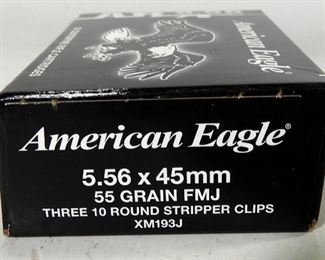 American Eagle
American Eagle®
5.56 x 45mm
55 GRAIN FMJ
THREE 10 ROUND STRIPPER CLIPS
XM193J